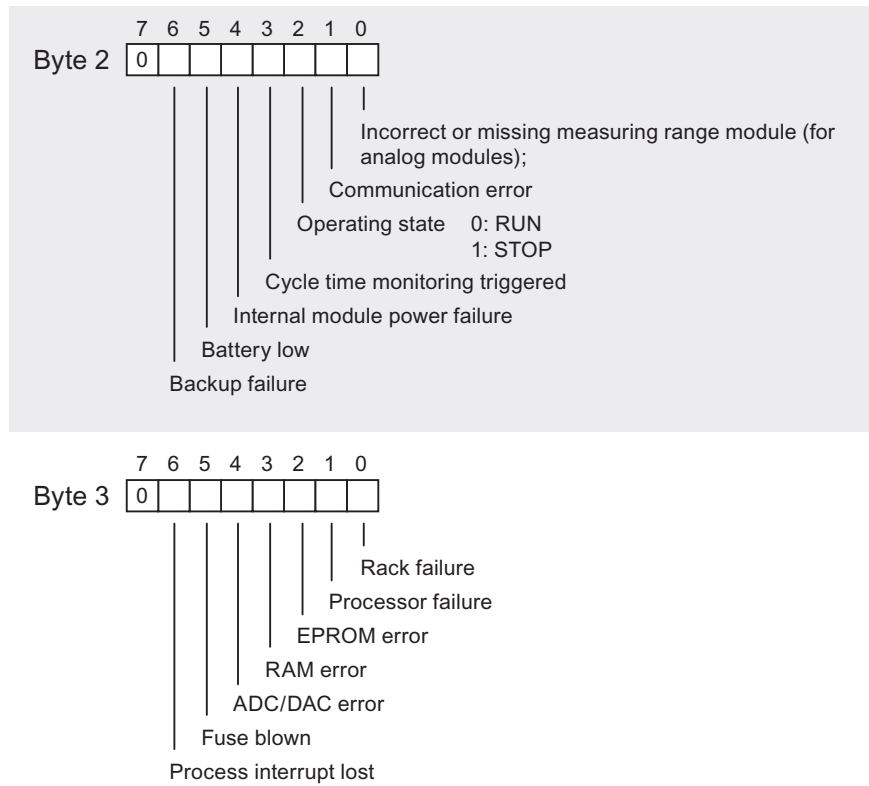 7 6 5 4 3 2 1 0
Byte 2 0
Incorrect or missing measuring range module (for
analog modules);
Communication error
Operating state 0: RUN
1: STOP
Cycle time monitoring triggered
Internal module power failure
Battery low
Backup failure
7 6 5 4 3 2 1 0
Byte 3 0
Rack failure
Processor failure
EPROM error
RAM error
ADC/DAC error
Fuse blown
Process interrupt lost